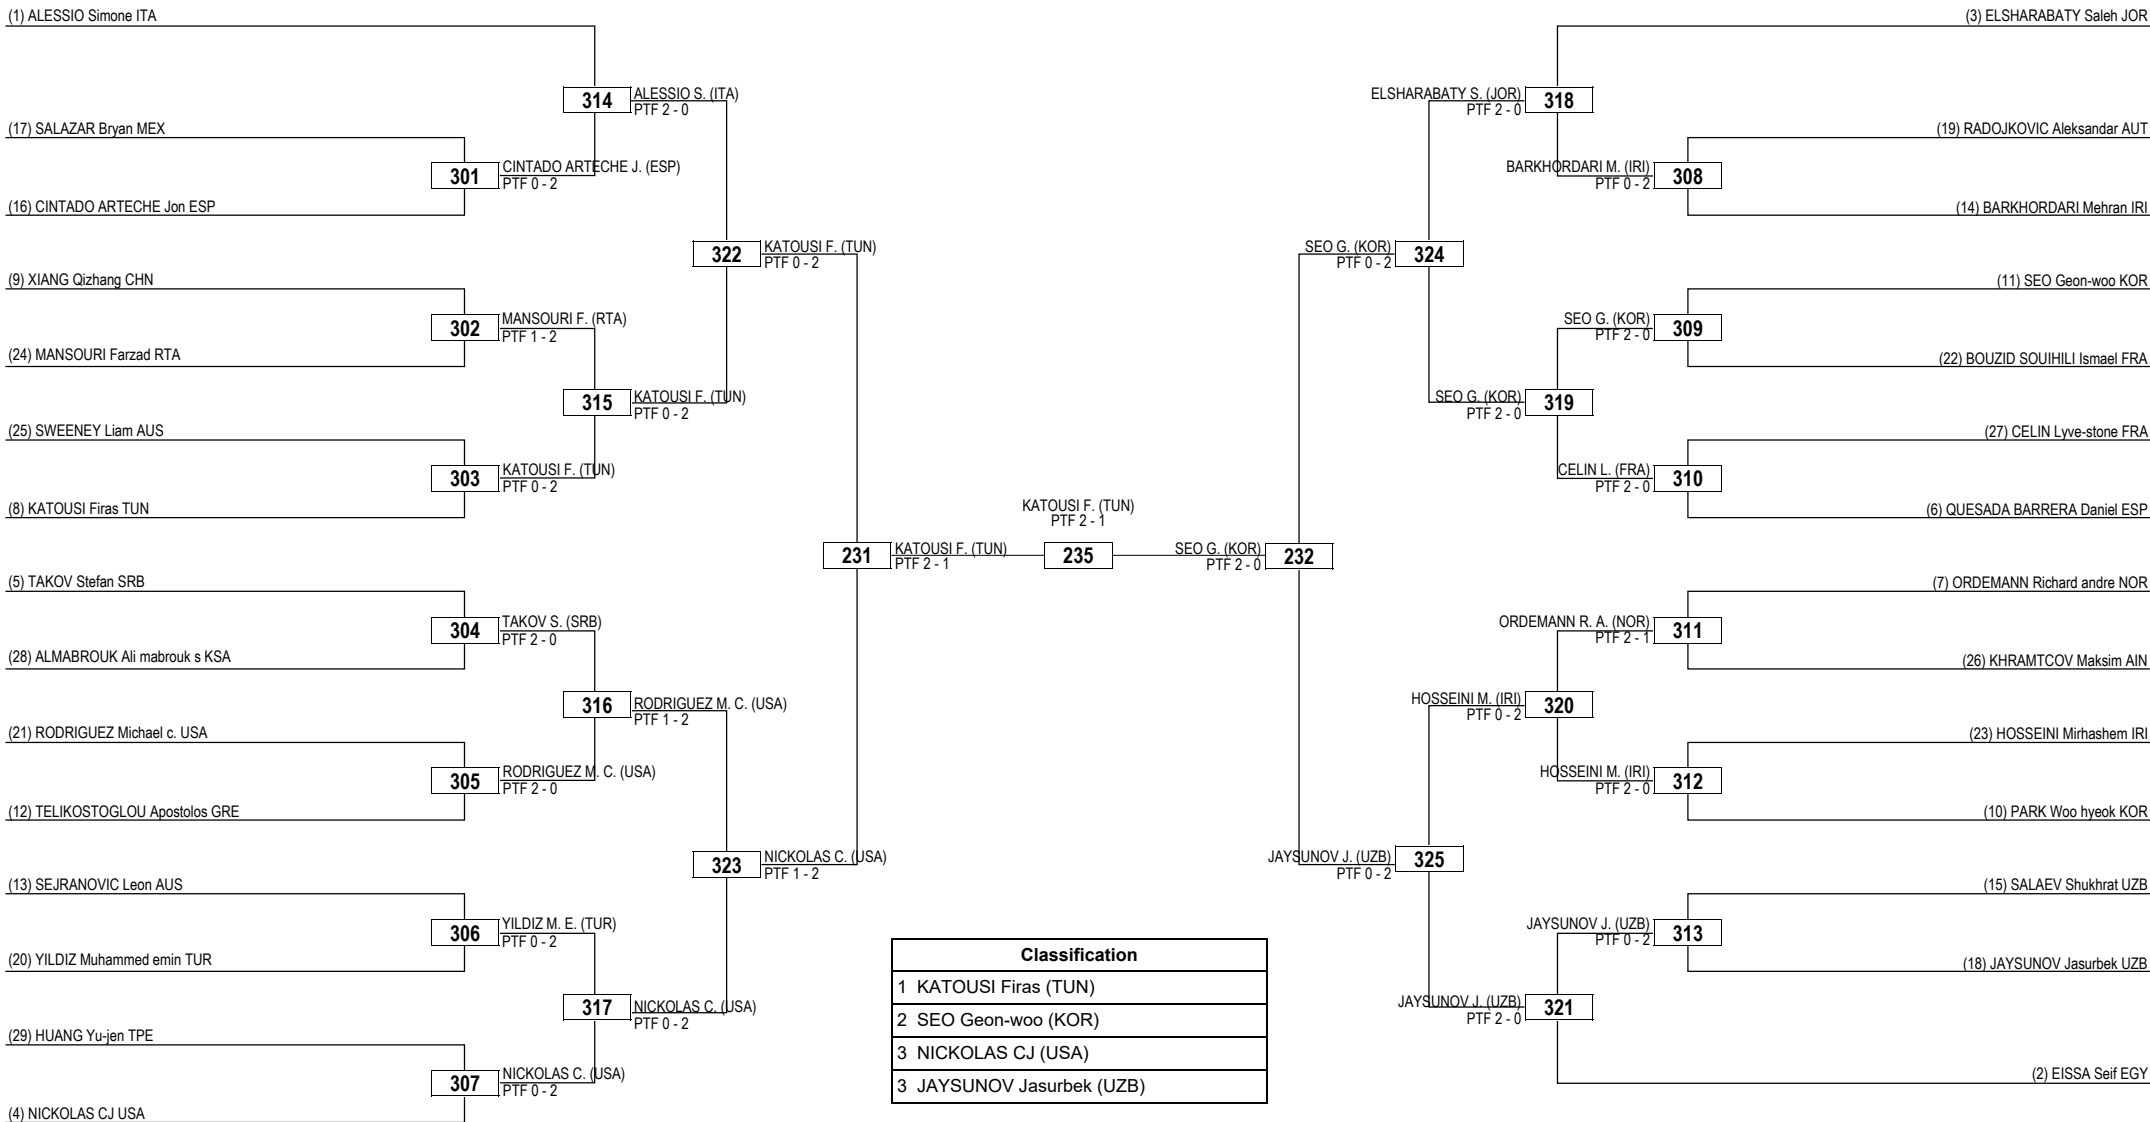 (1) ALESSIO Simone ITA
314
ALESSIO S. (ITA)
PTF 2 - 0
(17) SALAZAR Bryan MEX
301
CINTADO ARTECHE J. (ESP)
PTF 0 - 2
(16) CINTADO ARTECHE Jon ESP
322
KATOUSI F. (TUN)
PTF 0 - 2
(9) XIANG Qizhang CHN
302
MANSOURI F. (RTA)
PTF 1 - 2
(24) MANSOURI Farzad RTA
315
KATOUSI F. (TUN)
PTF 0 - 2
(25) SWEENEY Liam AUS
303
KATOUSI F. (TUN)
PTF 0 - 2
(8) KATOUSI Firas TUN
231
KATOUSI F. (TUN)
PTF 2 - 1
(5) TAKOV Stefan SRB
304
TAKOV S. (SRB)
PTF 2 - 0
(28) ALMABROUK Ali mabrouk s KSA
316
RODRIGUEZ M. C. (USA)
PTF 1 - 2
(21) RODRIGUEZ Michael c. USA
305
RODRIGUEZ M. C. (USA)
PTF 2 - 0
(12) TELIKOSTOGLOU Apostolos GRE
323
NICKOLAS C. (USA)
PTF 1 - 2
(13) SEJRANOVIC Leon AUS
306
YILDIZ M. E. (TUR)
PTF 0 - 2
(20) YILDIZ Muhammed emin TUR
317
NICKOLAS C. (USA)
PTF 0 - 2
(29) HUANG Yu-jen TPE
307
NICKOLAS C. (USA)
PTF 0 - 2
(4) NICKOLAS CJ USA
KATOUSI F. (TUN)
PTF 2 - 1
235
(3) ELSHARABATY Saleh JOR
ELSHARABATY S. (JOR)
PTF 2 - 0
318
(19) RADOJKOVIC Aleksandar AUT
BARKHORDARI M. (IRI)
PTF 0 - 2
308
(14) BARKHORDARI Mehran IRI
SEO G. (KOR)
PTF 0 - 2
324
(11) SEO Geon-woo KOR
SEO G. (KOR)
PTF 2 - 0
309
(22) BOUZID SOUIHILI Ismael FRA
SEO G. (KOR)
PTF 2 - 0
319
(27) CELIN Lyve-stone FRA
CELIN L. (FRA)
PTF 2 - 0
310
(6) QUESADA BARRERA Daniel ESP
SEO G. (KOR)
PTF 2 - 0
232
(7) ORDEMANN Richard andre NOR
ORDEMANN R. A. (NOR)
PTF 2 - 1
311
(26) KHRAMTCOV Maksim AIN
HOSSEINI M. (IRI)
PTF 0 - 2
320
(23) HOSSEINI Mirhashem IRI
HOSSEINI M. (IRI)
PTF 2 - 0
312
(10) PARK Woo hyeok KOR
JAYSUNOV J. (UZB)
PTF 0 - 2
325
(15) SALAEV Shukhrat UZB
JAYSUNOV J. (UZB)
PTF 0 - 2
313
(18) JAYSUNOV Jasurbek UZB
JAYSUNOV J. (UZB)
PTF 2 - 0
321
(2) EISSA Seif EGY
Classification
1 KATOUSI Firas (TUN)
2 SEO Geon-woo (KOR)
3 NICKOLAS CJ (USA)
3 JAYSUNOV Jasurbek (UZB)